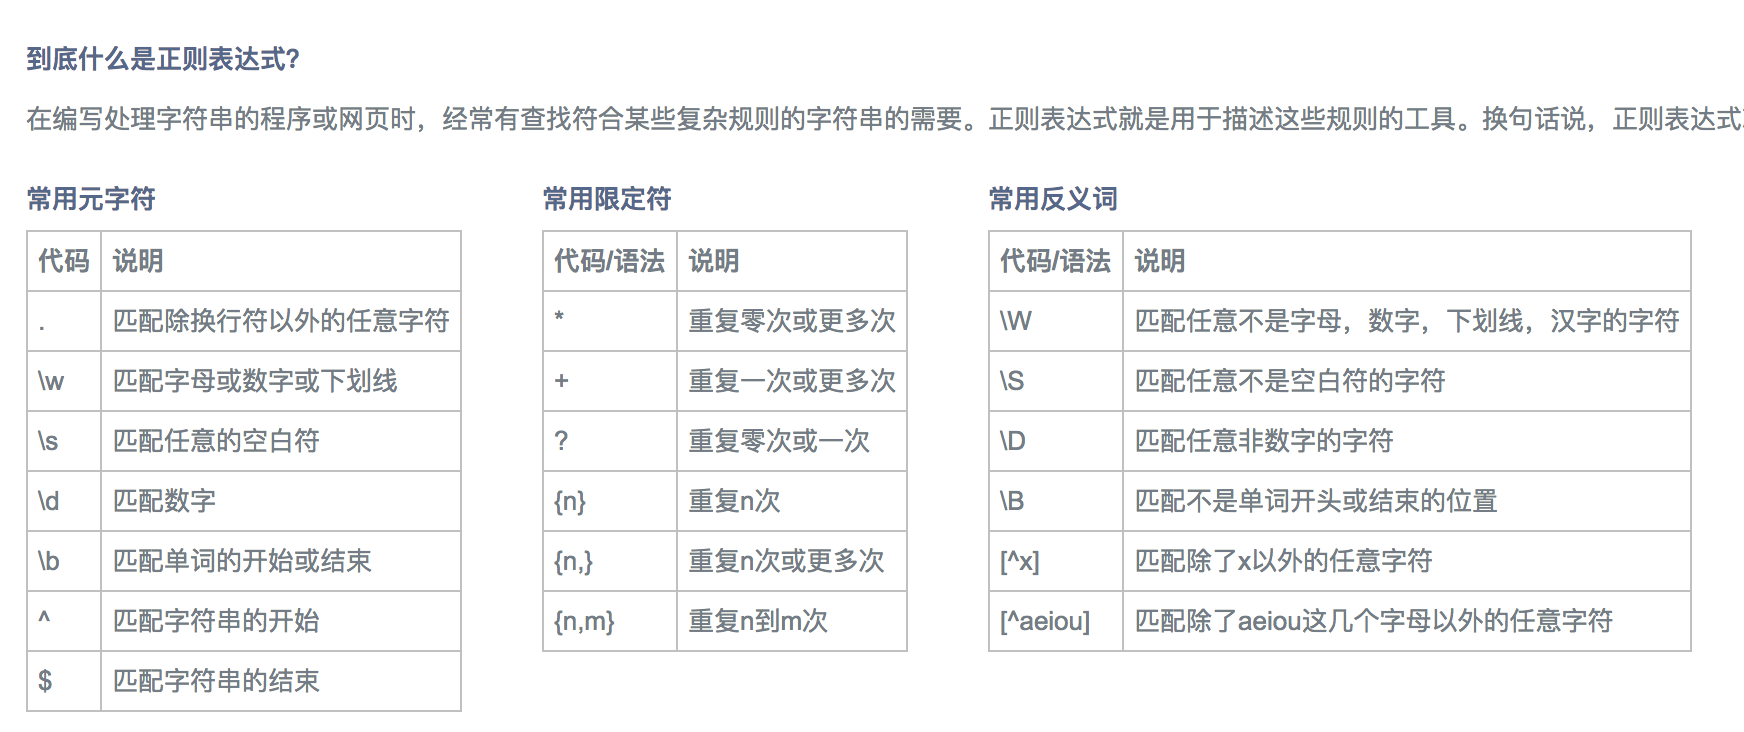 到底什么是正则表达式?
在编写处理字符串的程序或网页时，经常有查找符合某些复杂规则的字符串的需要。正则表达式就是用于描述这些规则的工具。换句话说，正则表达式
常用元字符
代码 说明
. 匹配除换行符以外的任意字符
\w 匹配字母或数字或下划线
\s 匹配任意的空白符
\d 匹配数字
\b 匹配单词的开始或结束
^ 匹配字符串的开始
$ 匹配字符串的结束
常用限定符
代码/语法 说明
* 重复零次或更多次
+ 重复一次或更多次
? 重复零次或一次
{n} 重复n次
{n,} 重复n次或更多次
{n,m} 重复n到m次
常用反义词
代码/语法 说明
\W 匹配任意不是字母，数字，下划线，汉字的字符
\S 匹配任意不是空白符的字符
\D 匹配任意非数字的字符
\B 匹配不是单词开头或结束的位置
[^x] 匹配除了x以外的任意字符
[^aeiou] 匹配除了aeiou这几个字母以外的任意字符